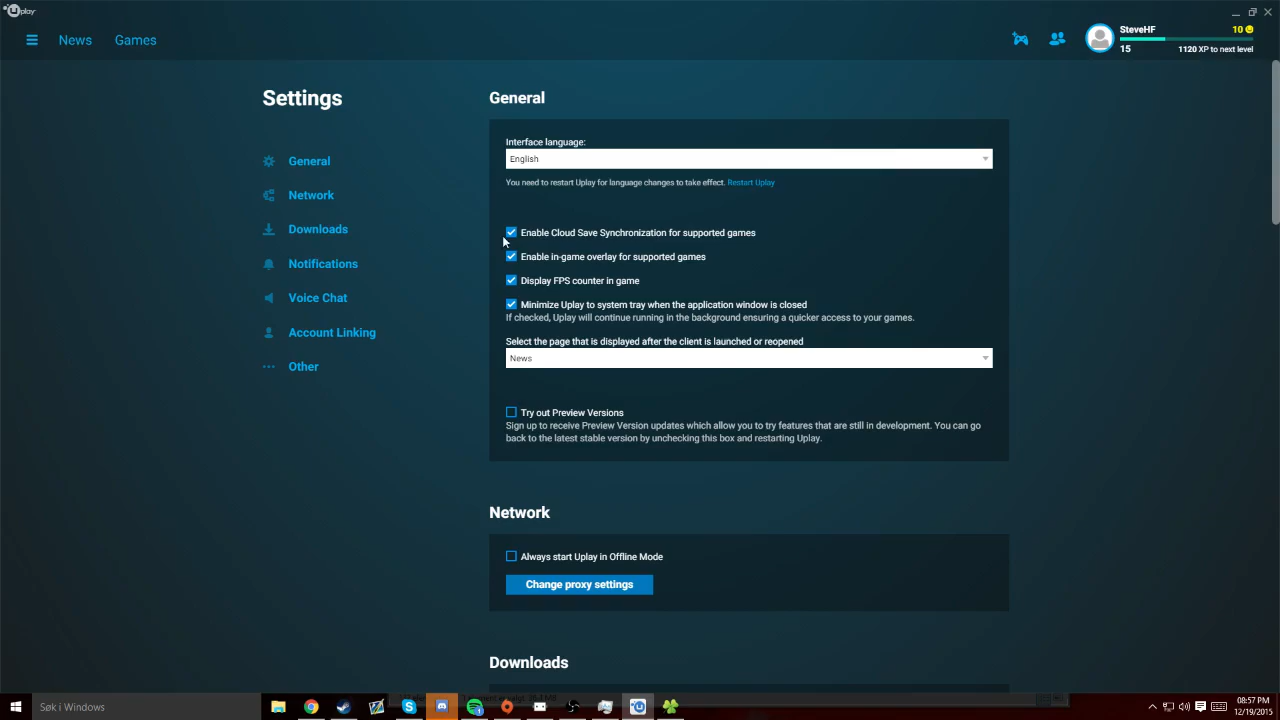 uplay
News
Games
SteveHF
10
15
1120 XP to next level
Settings
General
Network
Downloads
Notifications
Voice Chat
Account Linking
Other
General
Interface language:
English
You need to restart Uplay for language changes to take effect. Restart Uplay
Enable Cloud Save Synchronization for supported games
Enable in-game overlay for supported games
Display FPS counter in game
Minimize Uplay to system tray when the application window is closed
If checked, Uplay will continue running in the background ensuring a quicker access to your games.
Select the page that is displayed after the client is launched or reopened
News
Try out Preview Versions
Sign up to receive Preview Version updates which allow you to try features that are still in development. You can go
back to the latest stable version by unchecking this box and restarting Uplay.
Network
Always start Uplay in Offline Mode
Change proxy settings
Downloads
Søk i Windows
08:57 PM
12/19/2015